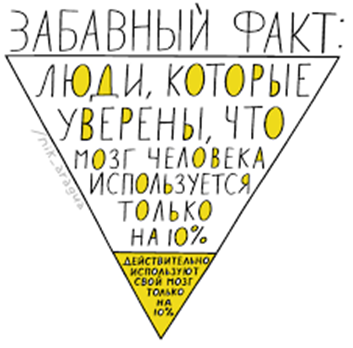 ЗАБАВНЫЙ ФАКТ:
ЛЮДИ, КОТОРЫЕ
УВЕРЕНЫ, ЧТО
МОЗГ ЧЕЛОВЕКА
ИСПОЛЬЗУЕТСЯ
ТОЛЬКО
НА 10%
ДЕЙСТВИТЕЛЬНО
ИСПОЛЬЗУЮТ
СВОЙ МОЗГ
ТОЛЬКО
НА
10%
//nik_aragua